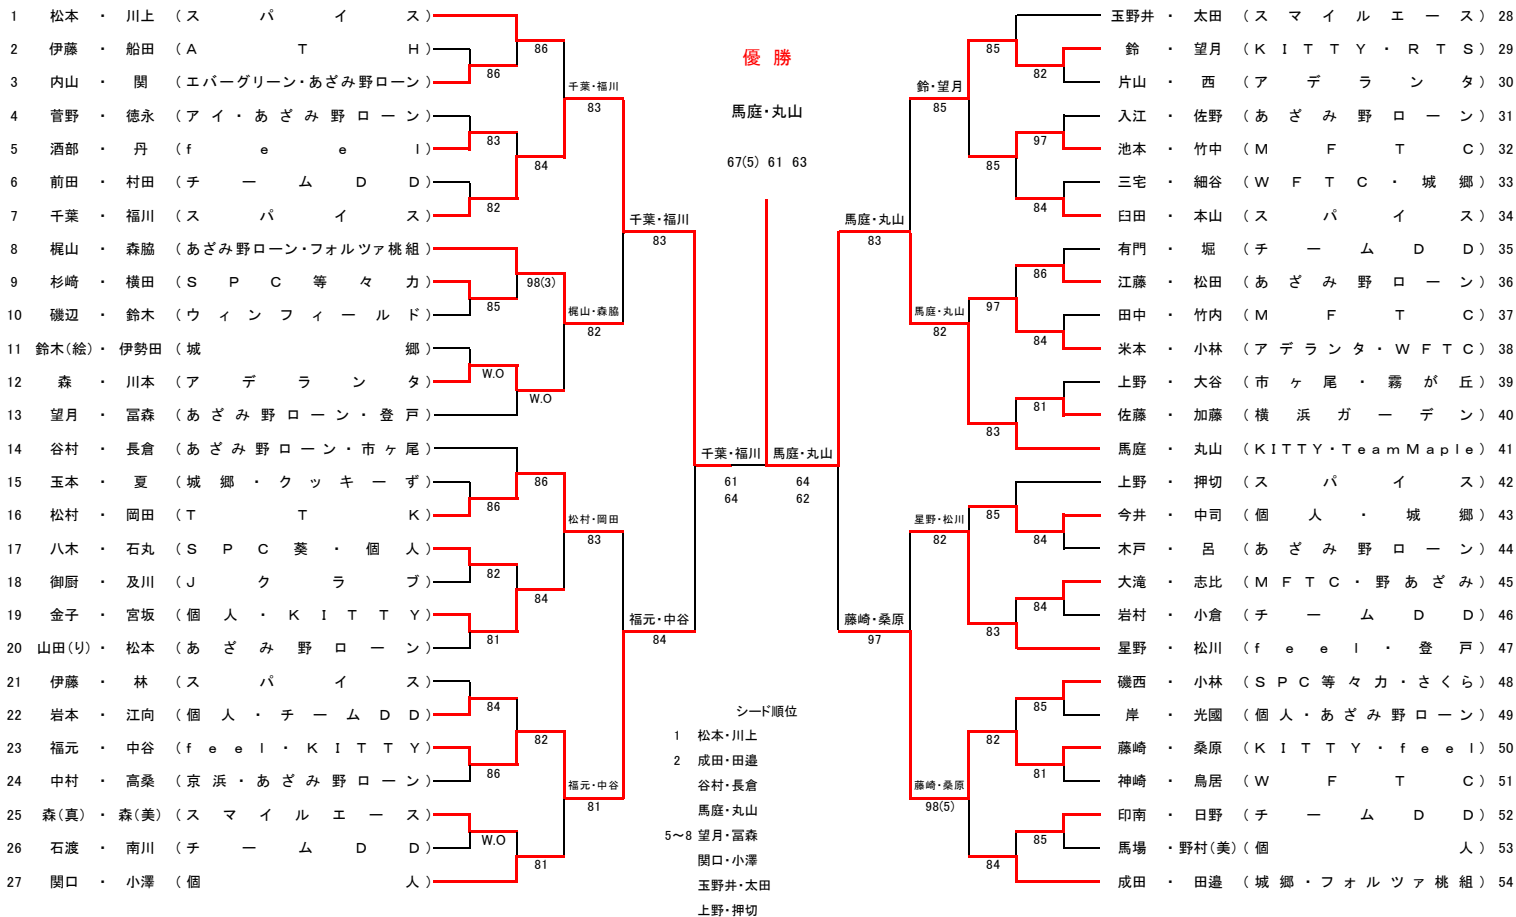 1 松本 ・ 川上 (スパイス)
2 伊藤 ・ 船田 (ATH)
3 内山 ・ 関 (エバーグリーン・あざみ野ローン)
4 菅野 ・ 徳永 (アイ・あざみ野ローン)
5 酒部 ・ 丹 (feel)
6 前田 ・ 村田 (チームDD)
7 千葉 ・ 福川 (スパイス)
8 梶山 ・ 森脇 (あざみ野ローン・フォルツァ桃組)
9 杉﨑 ・ 横田 (SPC等々力)
10 磯辺 ・ 鈴木 (ウィンフィールド)
11 鈴木(絵)・ 伊勢田 (城郷)
12 森 ・ 川本 (アデランタ)
13 望月 ・ 冨森 (あざみ野ローン・登戸)
14 谷村 ・ 長倉 (あざみ野ローン・市ヶ尾)
15 玉本 ・ 夏 (城郷・クッキーず)
16 松村 ・ 岡田 (TTK)
17 八木 ・ 石丸 (SPC葵・個人)
18 御厨 ・ 及川 (Jクラブ)
19 金子 ・ 宮坂 (個人・KITTY)
20 山田(り)・ 松本 (あざみ野ローン)
21 伊藤 ・ 林 (スパイス)
22 岩本 ・ 江向 (個人・チームDD)
23 福元 ・ 中谷 (feel・KITTY)
24 中村 ・ 高桑 (京浜・あざみ野ローン)
25 森(真)・ 森(美) (スマイルエース)
26 石渡 ・ 南川 (チームDD)
27 関口 ・ 小澤 (個人)
86
83
82
85
W.O
86
82
81
84
86
W.O
86
84
98(3)
W.O
86
84
82
81
千葉・福川
83
梶山・森脇
82
松村・岡田
83
福元・中谷
81
千葉・福川
83
福元・中谷
84
千葉・福川
61
64
優勝
馬庭・丸山
67(5) 61 63
馬庭・丸山
64
62
シード順位
1 松本・川上
2 成田・田邉
谷村・長倉
馬庭・丸山
5～8 望月・冨森
関口・小澤
玉野井・太田
上野・押切
馬庭・丸山
83
藤崎・桑原
97
鈴・望月
85
馬庭・丸山
82
星野・松川
82
藤崎・桑原
98(5)
85
85
97
83
85
83
82
84
82
97
84
86
84
81
84
84
85
81
85
玉野井 ・ 太田 (スマイルエース) 28
鈴 ・ 望月 (KITTY・RTS) 29
片山 ・ 西 (アデランタ) 30
入江 ・ 佐野 (あざみ野ローン) 31
池本 ・ 竹中 (MFTC) 32
三宅 ・ 細谷 (WFTC・城郷) 33
臼田 ・ 本山 (スパイス) 34
有門 ・ 堀 (チームDD) 35
江藤 ・ 松田 (あざみ野ローン) 36
田中 ・ 竹内 (MFTC) 37
米本 ・ 小林 (アデランタ・WFTC) 38
上野 ・ 大谷 (市ヶ尾・霧が丘) 39
佐藤 ・ 加藤 (横浜ガーデン) 40
馬庭 ・ 丸山 (KITTY・TeamMaple) 41
上野 ・ 押切 (スパイス) 42
今井 ・ 中司 (個人・城郷) 43
木戸 ・ 呂 (あざみ野ローン) 44
大滝 ・ 志比 (MFTC・野あざみ) 45
岩村 ・ 小倉 (チームDD) 46
星野 ・ 松川 (feel・登戸) 47
磯西 ・ 小林 (SPC等々力・さくら) 48
岸 ・ 光國 (個人・あざみ野ローン) 49
藤崎 ・ 桑原 (KITTY・feel) 50
神崎 ・ 鳥居 (WFTC) 51
印南 ・ 日野 (チームDD) 52
馬場 ・ 野村(美) (個人) 53
成田 ・ 田邉 (城郷・フォルツァ桃組) 54